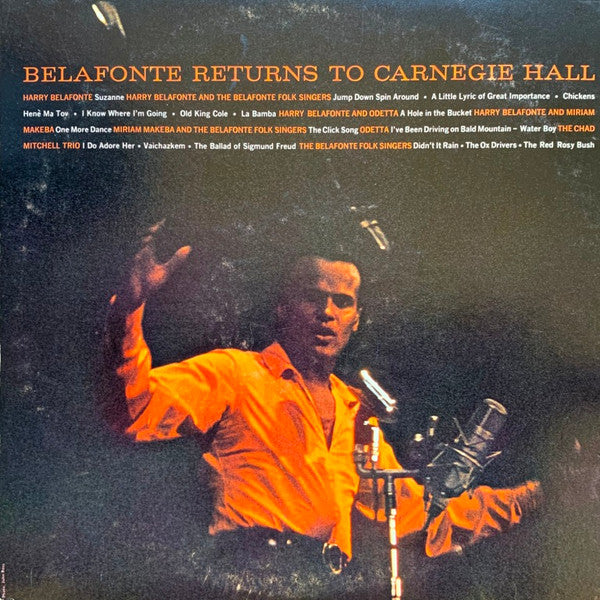 BELAFONTE RETURNS TO CARNEGIE HALL
HARRY BELAFONTE Suzanne HARRY BELAFONTE AND THE BELAFONTE FOLK SINGERS Jump Down Spin Around • A Little Lyric of Great Importance • Chickens
Henè Ma Tov • I Know Where I'm Going • Old King Cole • La Bamba HARRY BELAFONTE AND ODETTA A Hole in the Bucket HARRY BELAFONTE AND MIRIAM
MAKEBA One More Dance MIRIAM MAKEBA AND THE BELAFONTE FOLK SINGERS The Click Song ODETTA I've Been Driving on Bald Mountain – Water Boy THE CHAD
MITCHELL TRIO I Do Adore Her • Vaichazkem • The Ballad of Sigmund Freud THE BELAFONTE FOLK SINGERS Didn't It Rain • The Ox Drivers • The Red Rosy Bush